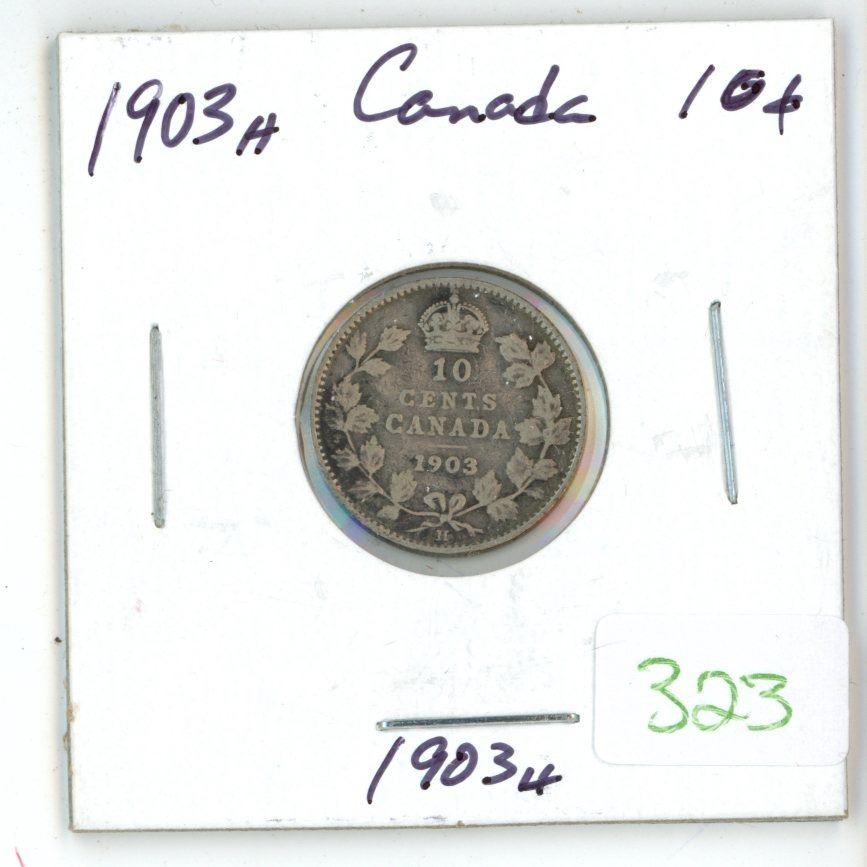 1903H Canada 10¢
10
CENTS
CANADA
1903
H
323
1903H